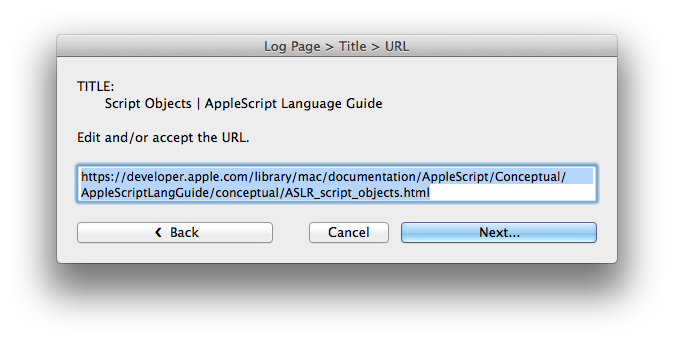 Log Page > Title > URL
TITLE:
Script Objects | AppleScript Language Guide
Edit and/or accept the URL.
https://developer.apple.com/library/mac/documentation/AppleScript/Conceptual/
AppleScriptLangGuide/conceptual/ASLR_script_objects.html
❮ Back
Cancel
Next...